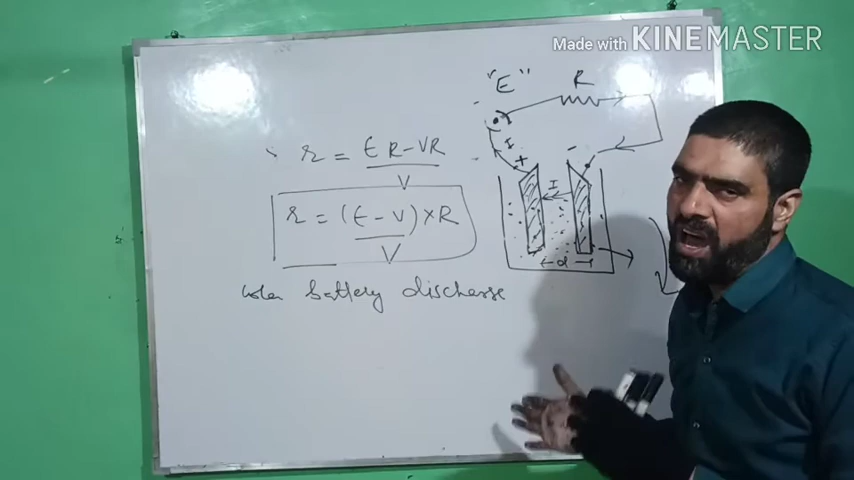 Made with KINEMASTER
"E" R
r = ER - VR
V
r = (E - V) × R
V
when battery discharge
I
+ -
I
d